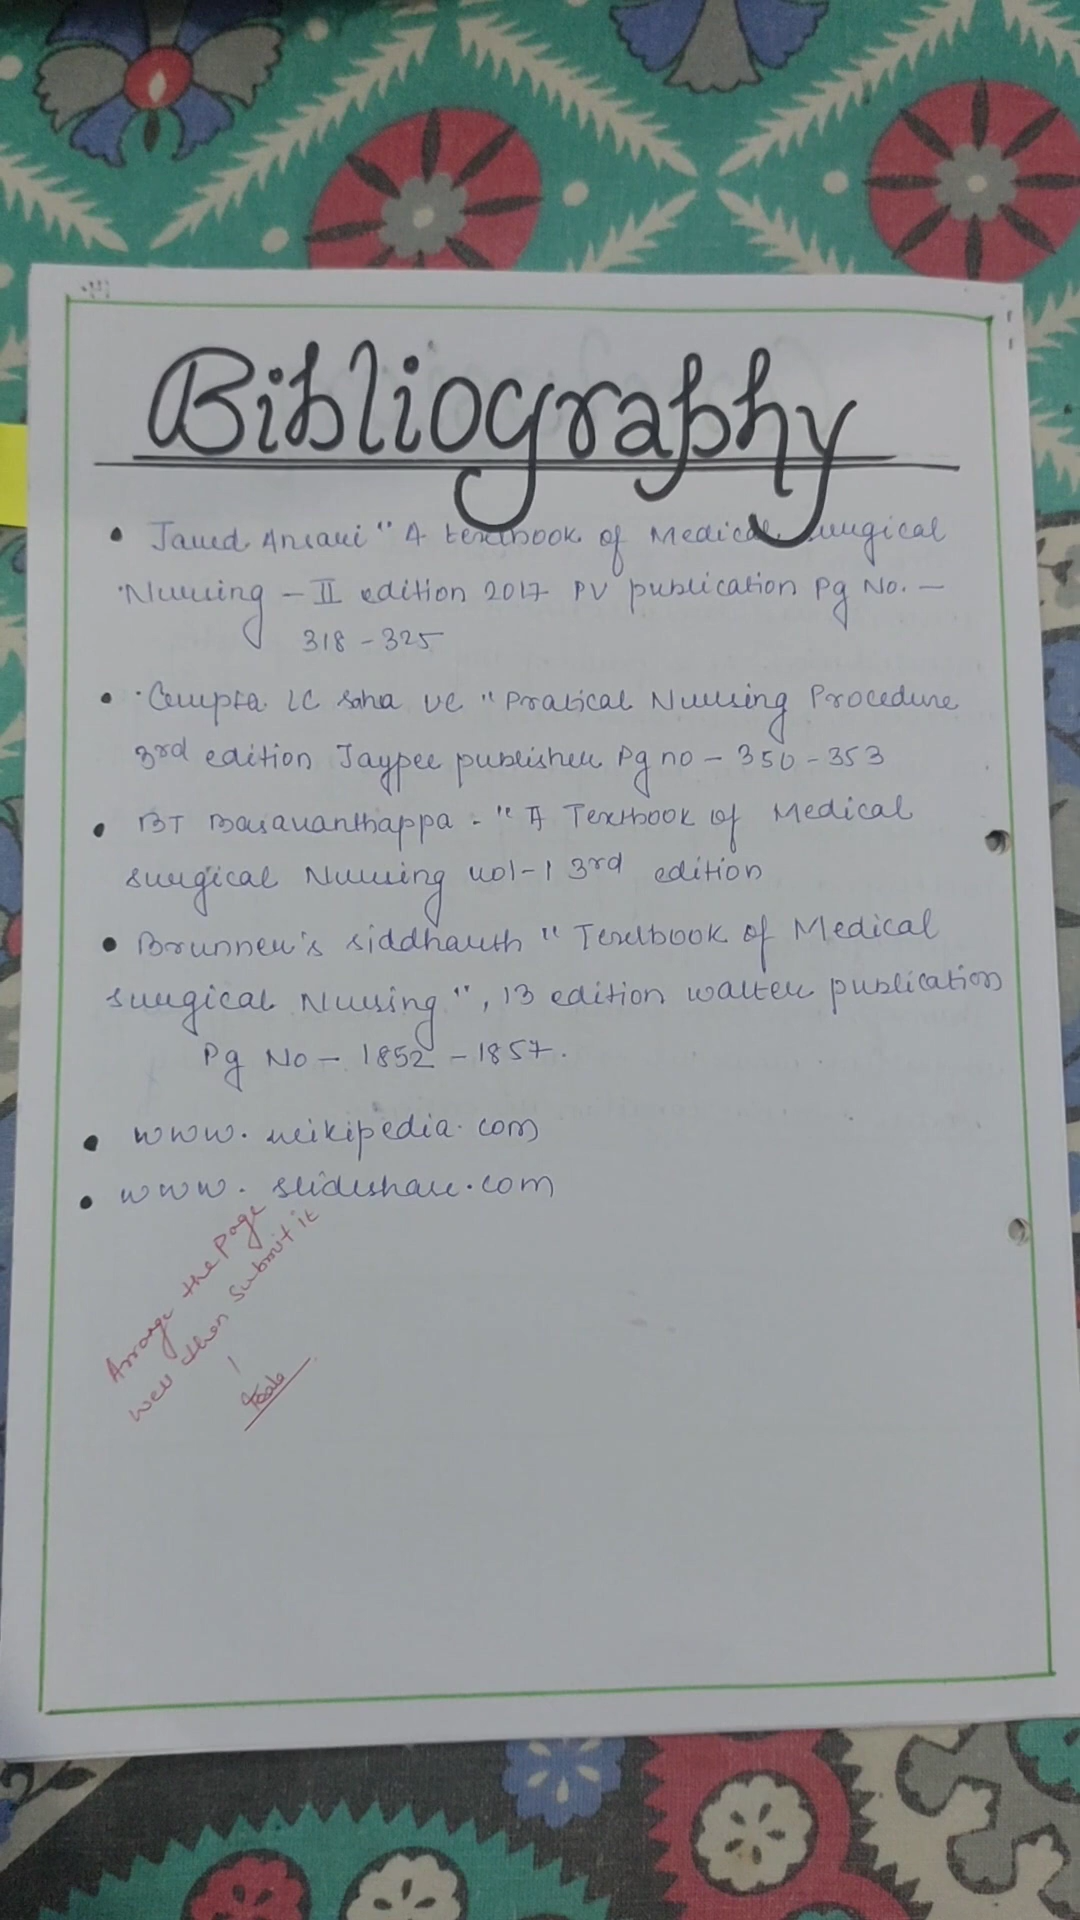 Bibliography
• Javed Ansari " A textbook of Medical surgical
Nursing - II edition 2017 PV publication Pg No. -
318 - 325
• LC saha VC " Pratical Nursing Procedure
3rd edition Jaypee publisher Pg no - 350 - 353
• BT Basavanthappa - " A Textbook of Medical
surgical Nursing vol-1 3rd edition
• Brunner's siddharth " Textbook of Medical
surgical Nursing ", 13 edition walter publication
Pg No - 1852 - 1857.
• www.wikipedia.com
• www.slideshare.com
Arrange the page
well then submit it